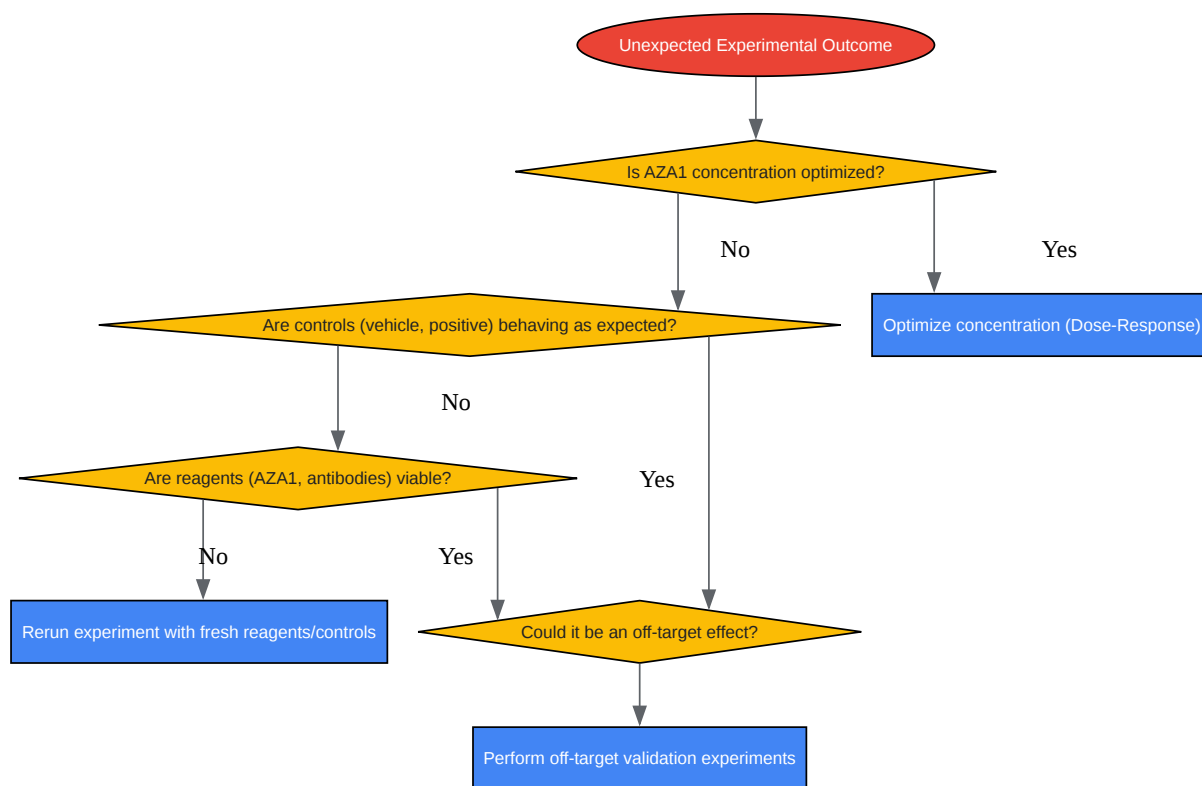 Unexpected Experimental Outcome
Is AZA1 concentration optimized?
No
Yes
Are controls (vehicle, positive) behaving as expected?
Optimize concentration (Dose-Response)
No
Are reagents (AZA1, antibodies) viable?
Yes
No
Yes
Rerun experiment with fresh reagents/controls
Could it be an off-target effect?
Perform off-target validation experiments